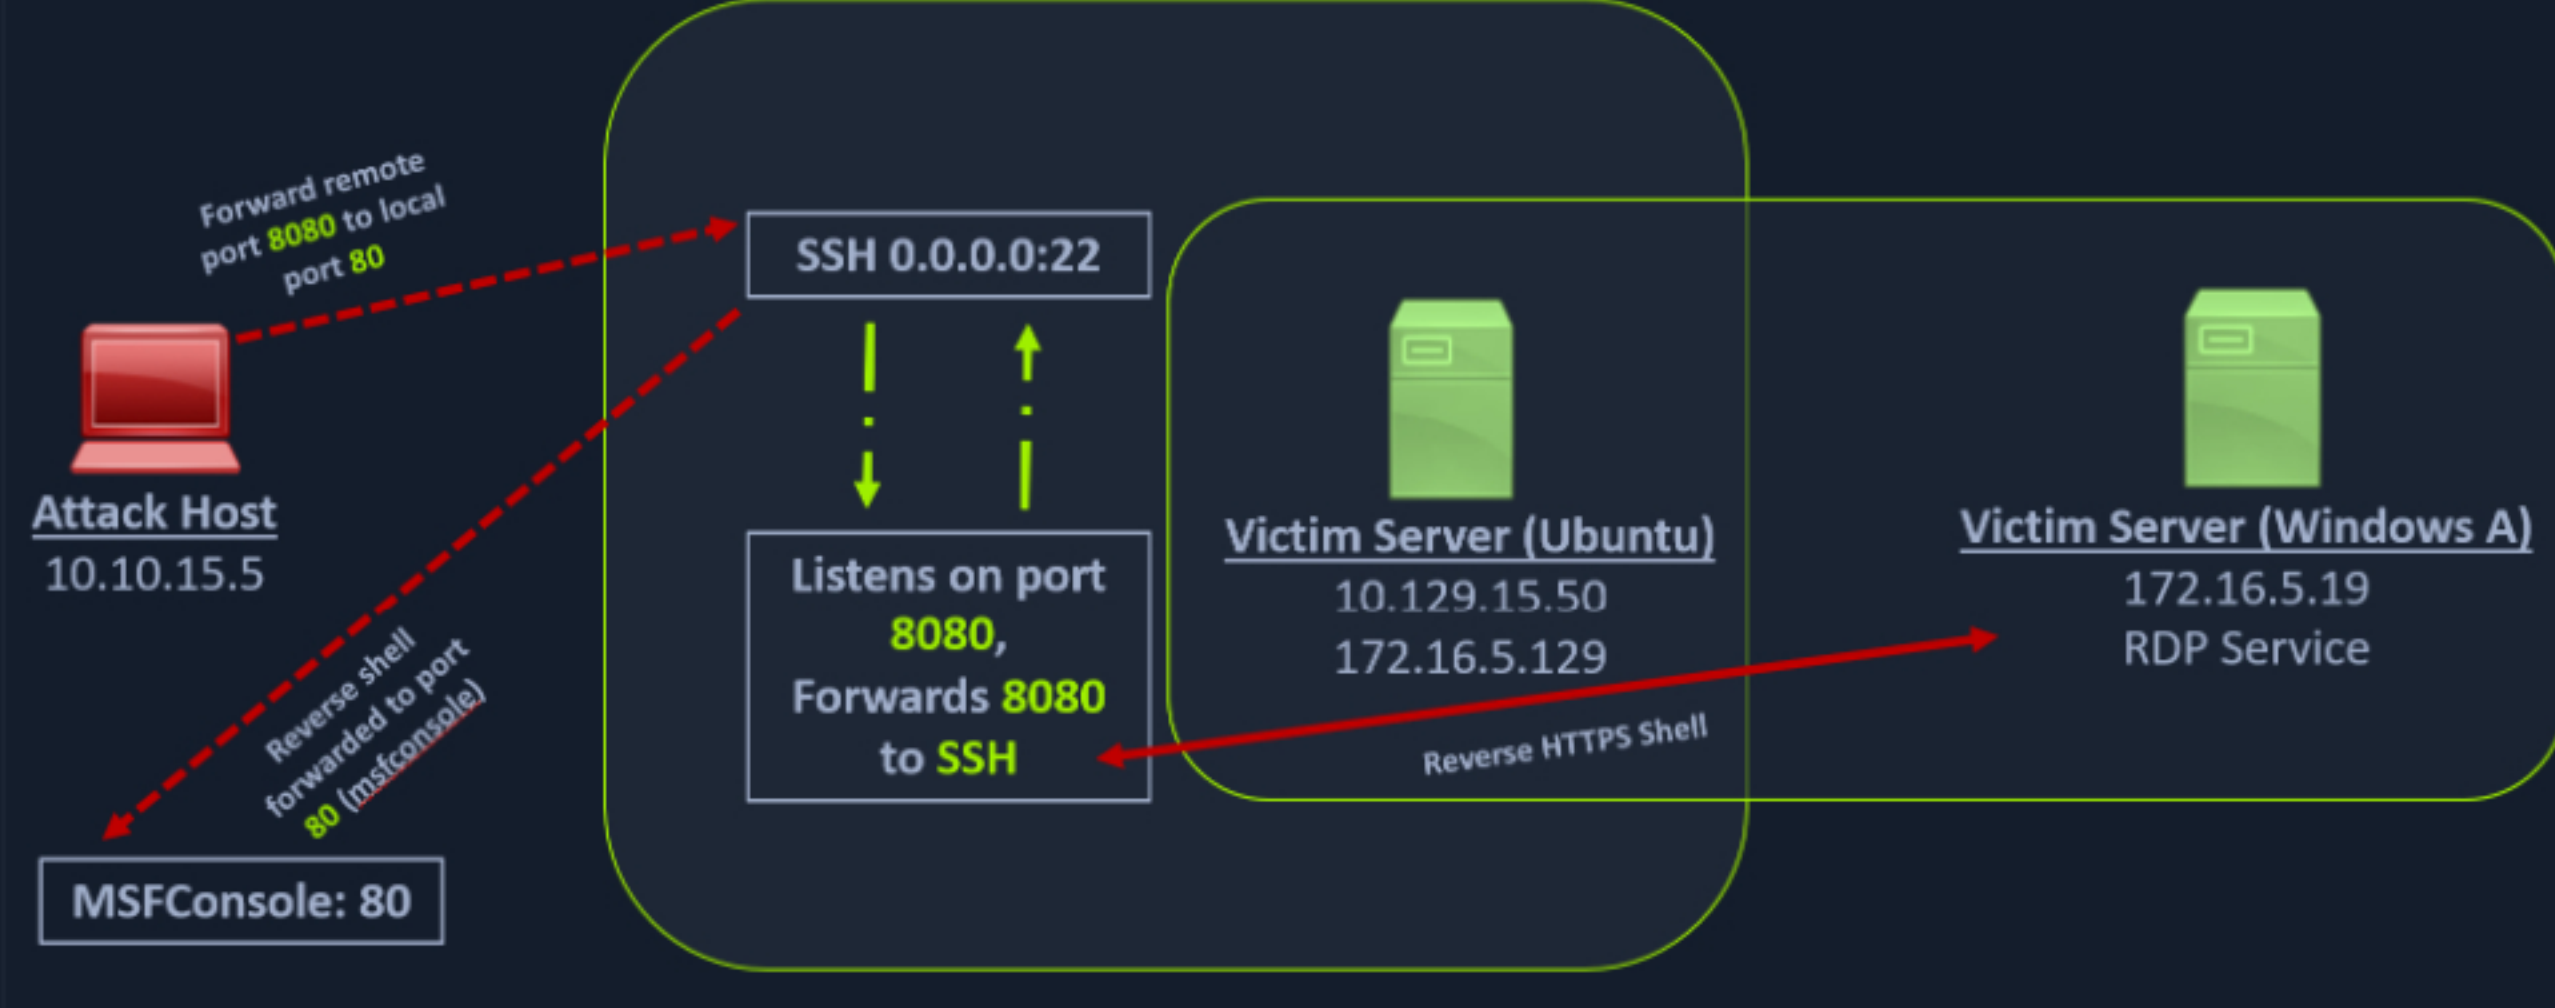 Forward remote
port 8080 to local
port 80
SSH 0.0.0.0:22
Attack Host
10.10.15.5
Listens on port
8080,
Forwards 8080
to SSH
Victim Server (Ubuntu)
10.129.15.50
172.16.5.129
Victim Server (Windows A)
172.16.5.19
RDP Service
Reverse HTTPS Shell
Reverse shell
forwarded to port
80 (msfconsole)
MSFConsole: 80